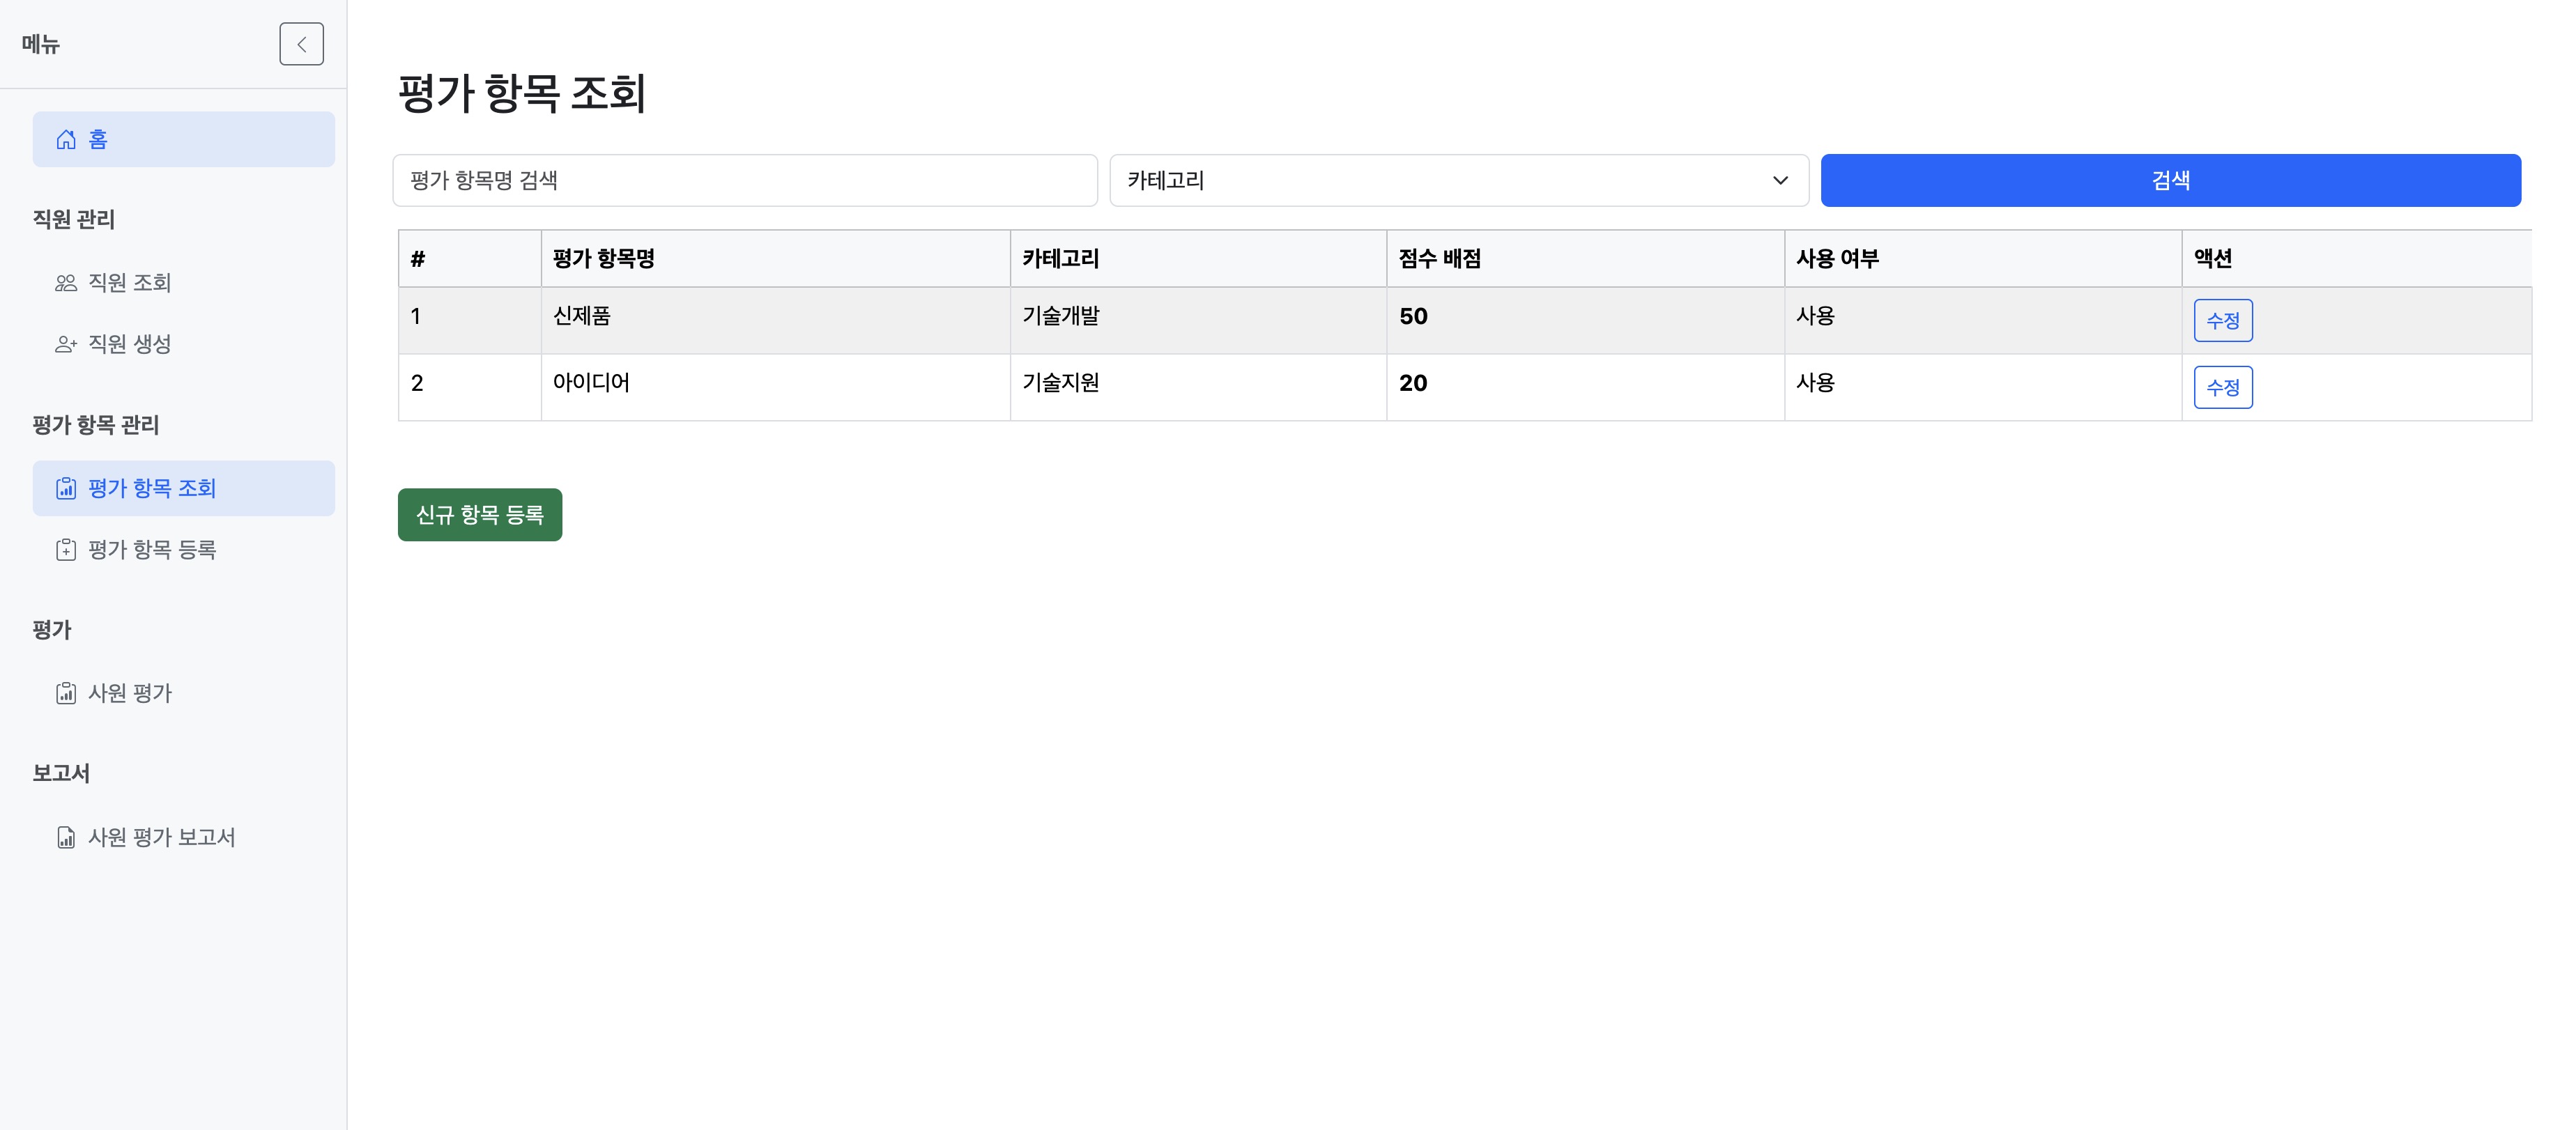 메뉴
홈
직원 관리
직원 조회
직원 생성
평가 항목 관리
평가 항목 조회
평가 항목 등록
평가
사원 평가
보고서
사원 평가 보고서
평가 항목 조회
평가 항목명 검색 카테고리 검색
# 평가 항목명 카테고리 점수 배점 사용 여부 액션
1 신제품 기술개발 50 사용 수정
2 아이디어 기술지원 20 사용 수정
신규 항목 등록